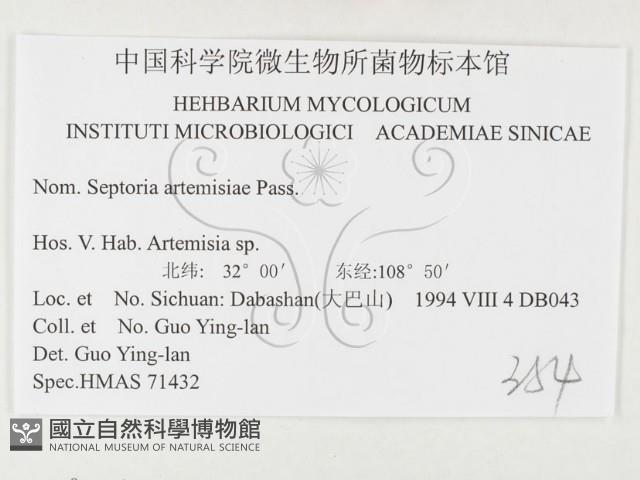 中国科学院微生物所菌物标本馆
HEHBARIUM MYCOLOGICUM
INSTITUTI MICROBIOLOGICI ACADEMIAE SINICAE
Nom. Septoria artemisiae Pass.
Hos. V. Hab. Artemisia sp.
北纬: 32° 00′ 东经:108° 50′
Loc. et No. Sichuan: Dabashan(大巴山) 1994 VIII 4 DB043
Coll. et No. Guo Ying-lan
Det. Guo Ying-lan
Spec.HMAS 71432
354
國立自然科學博物館
NATIONAL MUSEUM OF NATURAL SCIENCE